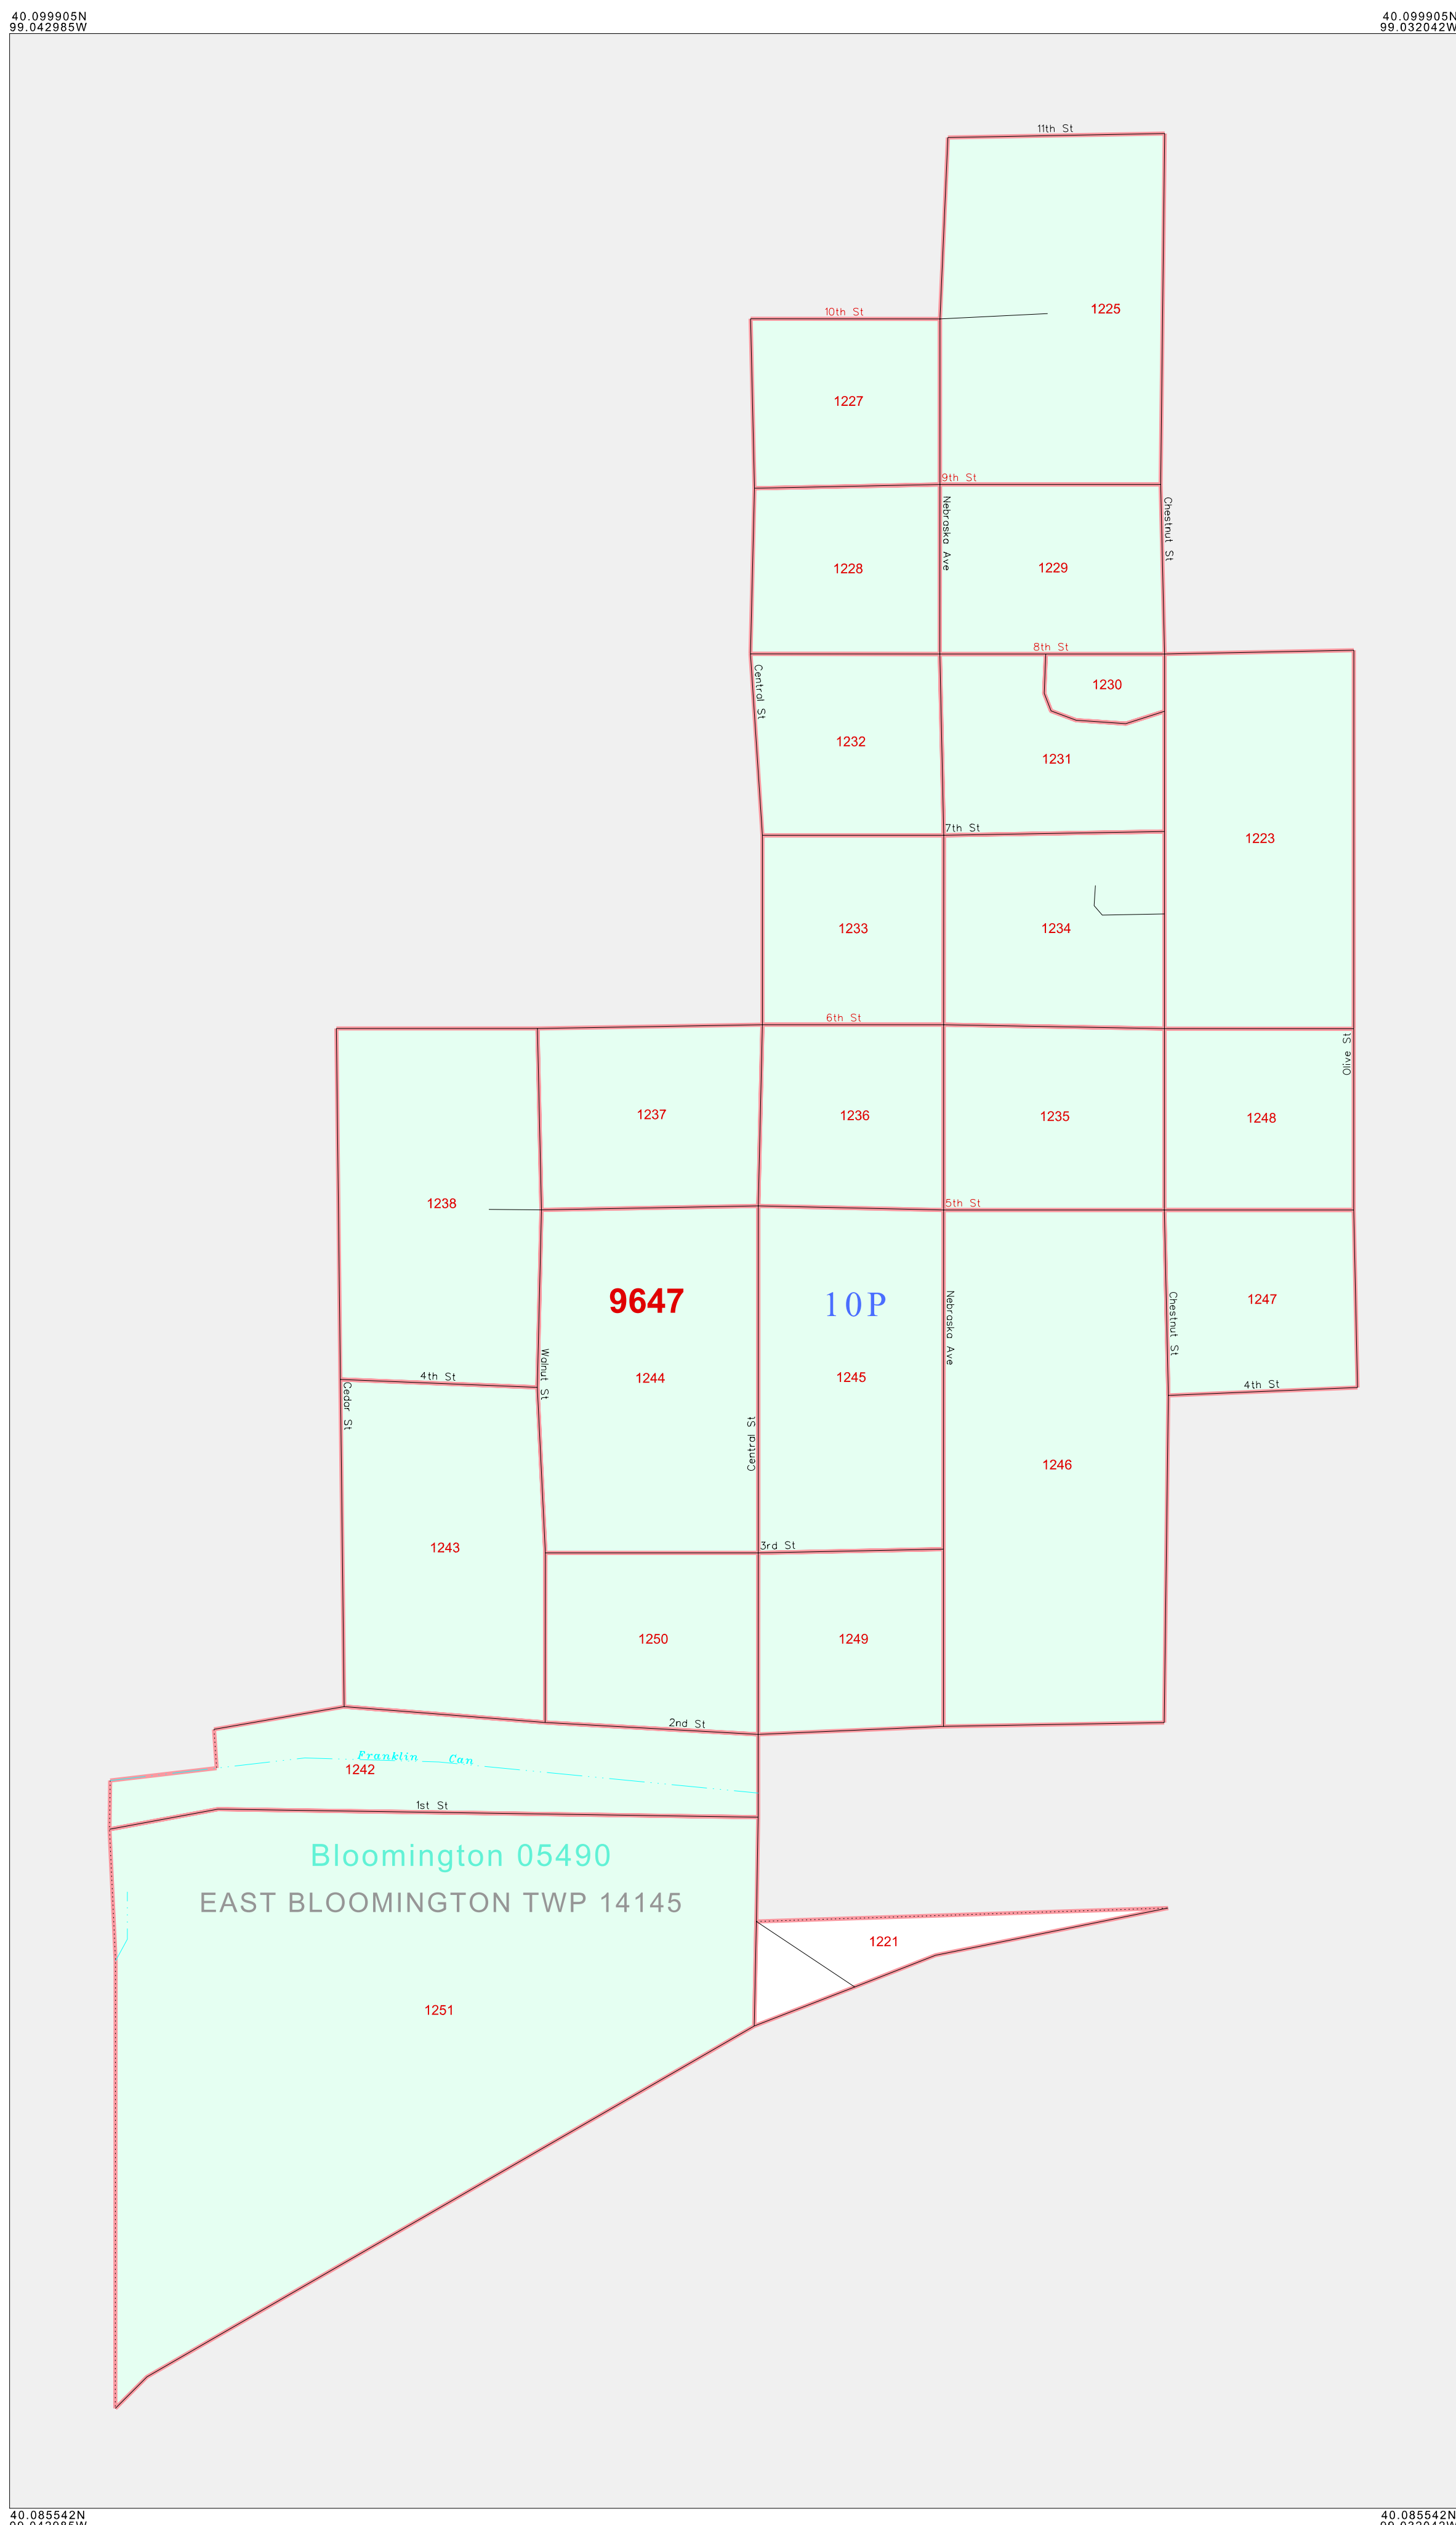 40.099905N
99.042985W
40.099905N
99.032042W
11th St
1225
10th St
1227
9th St
Nebraska Ave
Chestnut St
1228
1229
8th St
Central St
1230
1232
1231
7th St
1223
1233
1234
6th St
Olive St
1237
1236
1235
1248
1238
5th St
9647
10P
Nebraska Ave
Chestnut St
1247
Walnut St
4th St
1244
1245
Cedar St
4th St
Central St
1246
1243
3rd St
1250
1249
2nd St
Franklin Can
1242
1st St
Bloomington 05490
EAST BLOOMINGTON TWP 14145
1221
1251
40.085542N
99.042985W
40.085542N
99.032042W